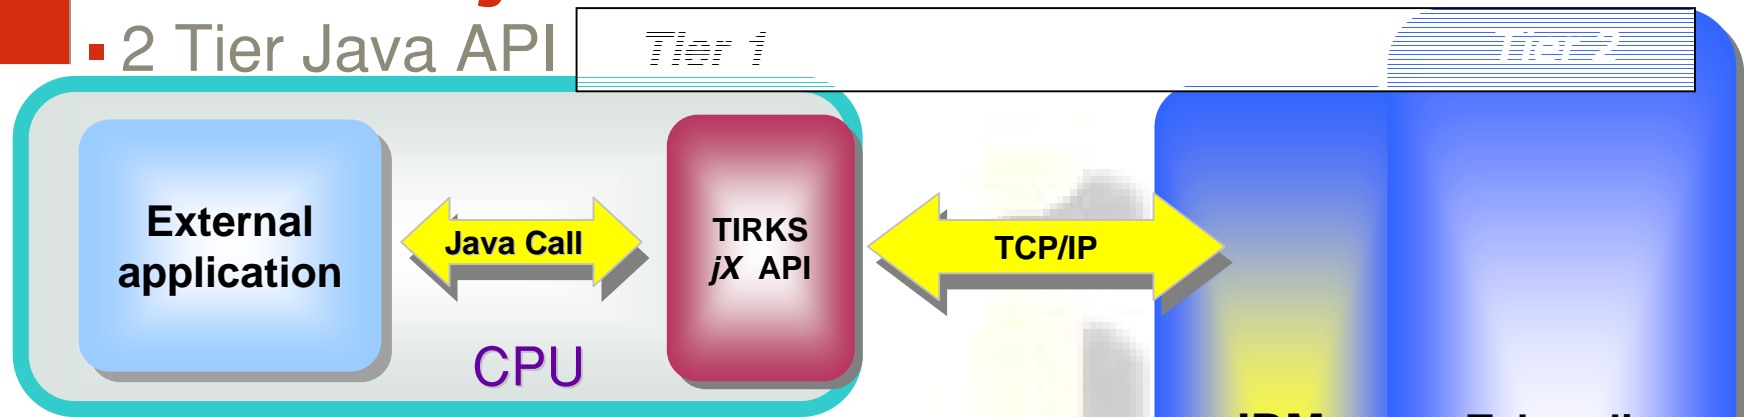 2 Tier Java API
Tier 1
Tier 2
External
application
Java Call
TIRKS
jX API
TCP/IP
CPU